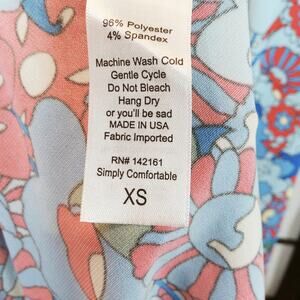 96% Polyester
4% Spandex
Machine Wash Cold
Gentle Cycle
Do Not Bleach
Hang Dry
or you'll be sad
MADE IN USA
Fabric Imported
RN# 142161
Simply Comfortable
XS